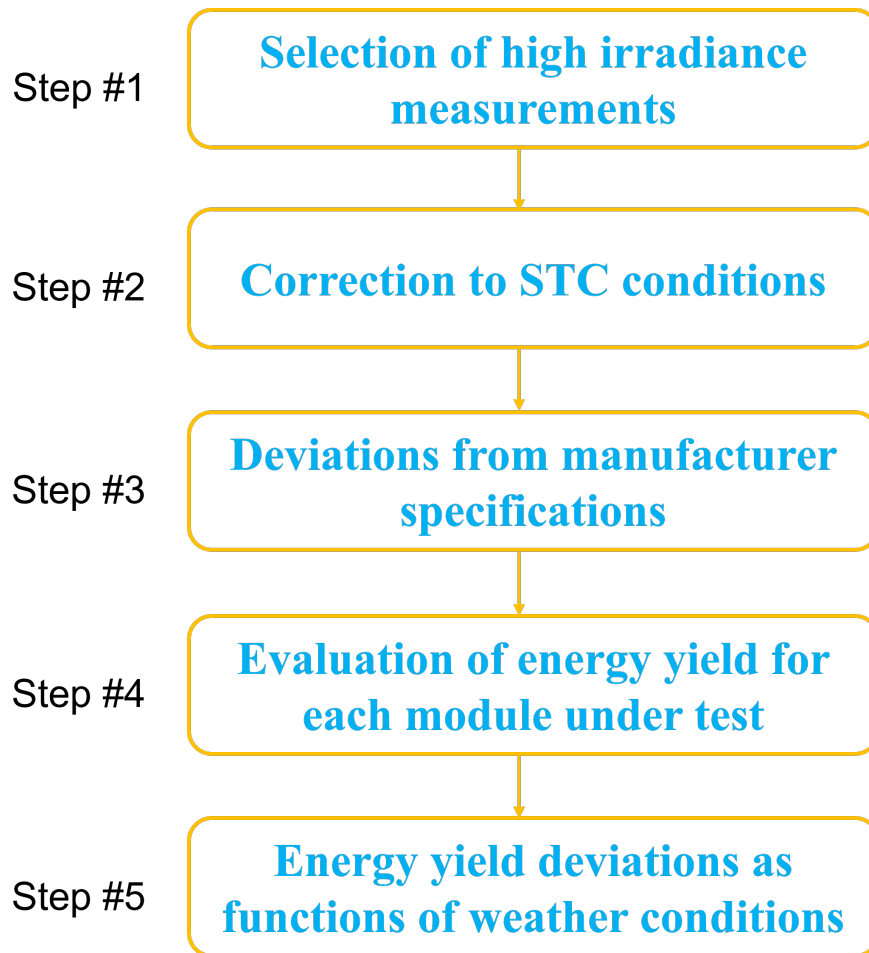 Step #1
Selection of high irradiance
measurements
Step #2
Correction to STC conditions
Step #3
Deviations from manufacturer
specifications
Step #4
Evaluation of energy yield for
each module under test
Step #5
Energy yield deviations as
functions of weather conditions